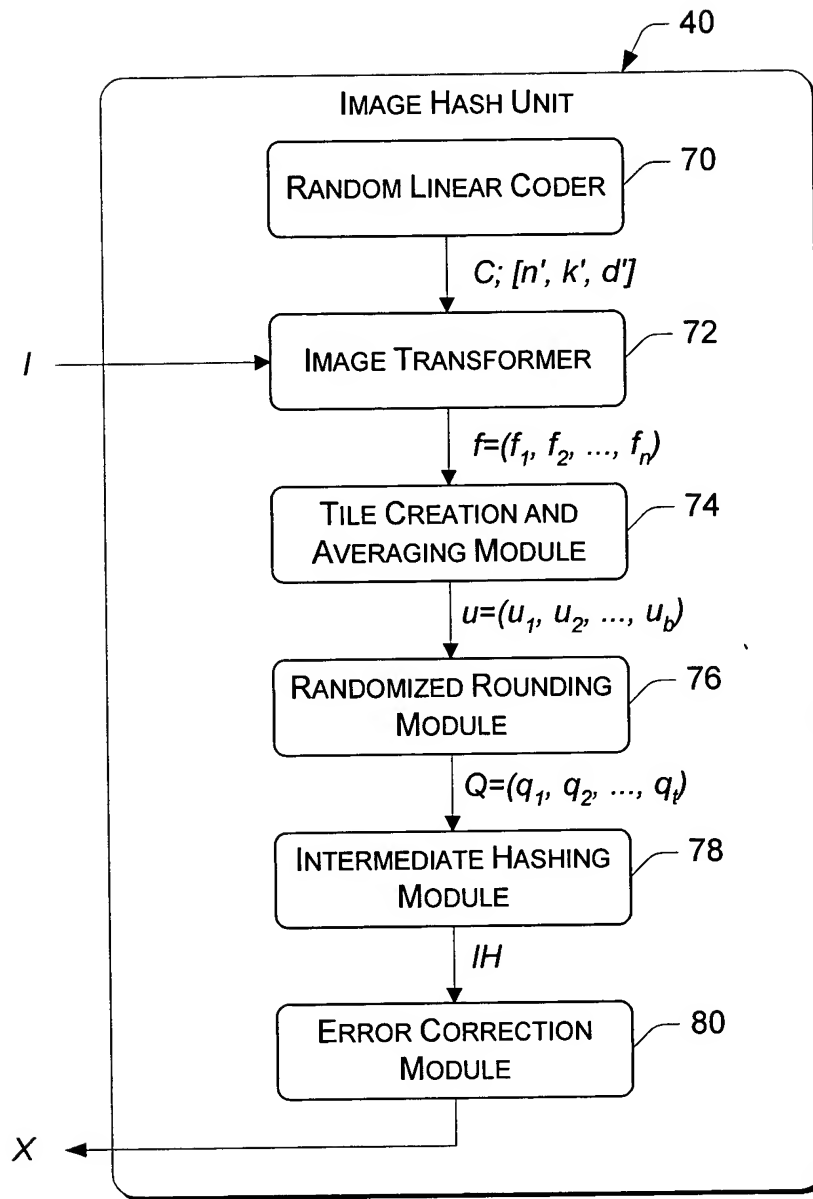 40
IMAGE HASH UNIT
RANDOM LINEAR CODER
70
C; [n', k', d']
I
IMAGE TRANSFORMER
72
f=(f1, f2, ..., fn)
TILE CREATION AND
AVERAGING MODULE
74
u=(u1, u2, ..., ub)
RANDOMIZED ROUNDING
MODULE
76
Q=(q1, q2, ..., qt)
INTERMEDIATE HASHING
MODULE
78
IH
ERROR CORRECTION
MODULE
80
X